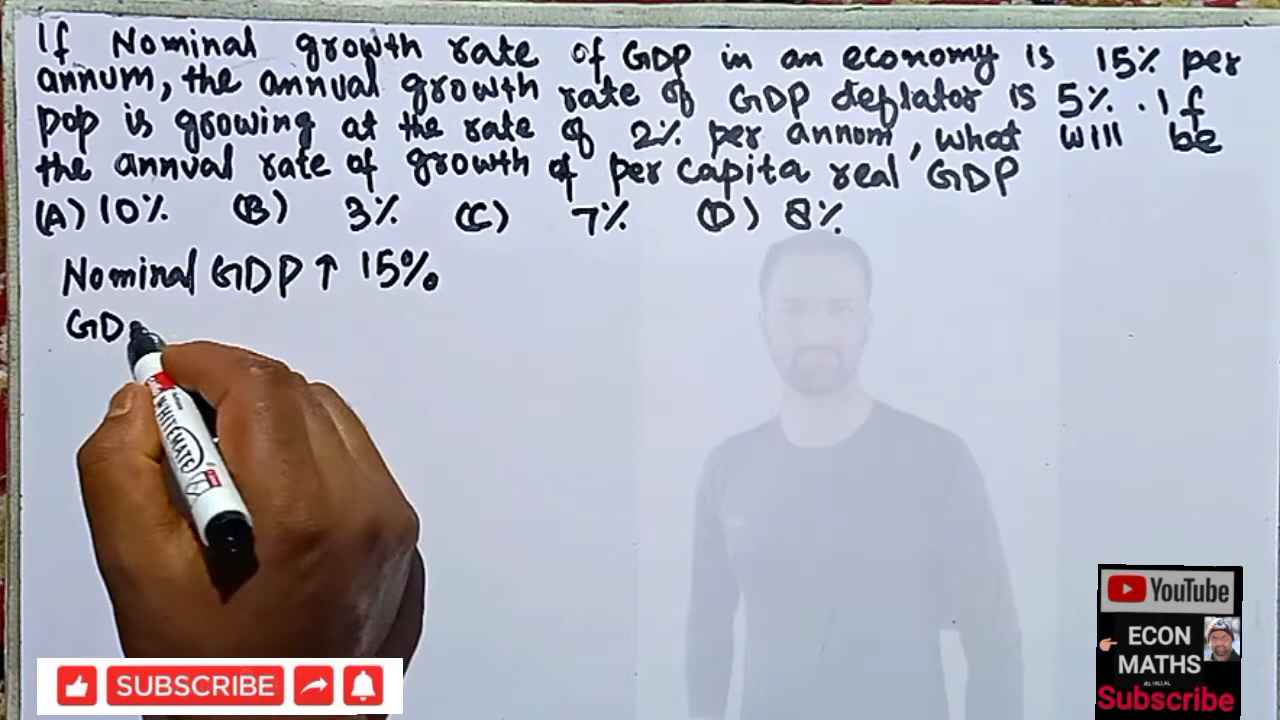 If Nominal growth rate of GDP in an economy is 15% per
annum, the annual growth rate of GDP deflator is 5%. If
pop is growing at the rate of 2% per annom, what will be
the annual rate of growth of per capita real GDP
(A) 10% (B) 3% (C) 7% (D) 8%
Nominal GDP ↑ 15%
GD
WHITEMATE
YouTube
ECON
MATHS
Subscribe
SUBSCRIBE